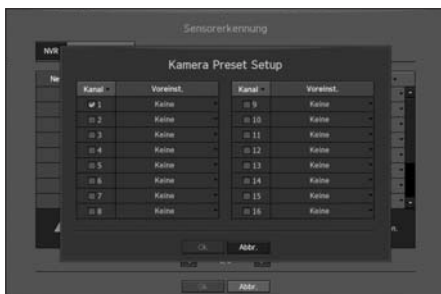 Sensorerkennung
NVR
Ne
Kamera Preset Setup
Kanal Voreinst. Kanal Voreinst.
1 Keine 9 Keine
2 Keine 10 Keine
3 Keine 11 Keine
4 Keine 12 Keine
5 Keine 13 Keine
6 Keine 14 Keine
7 Keine 15 Keine
8 Keine 16 Keine
n.
Ok Abbr.
Ok Abbr.